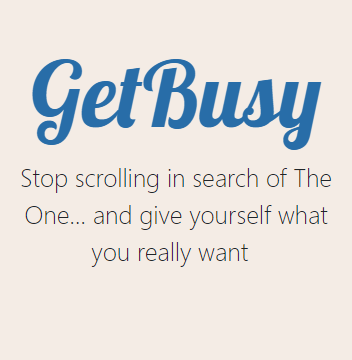 GetBusy
Stop scrolling in search of The
One... and give yourself what
you really want